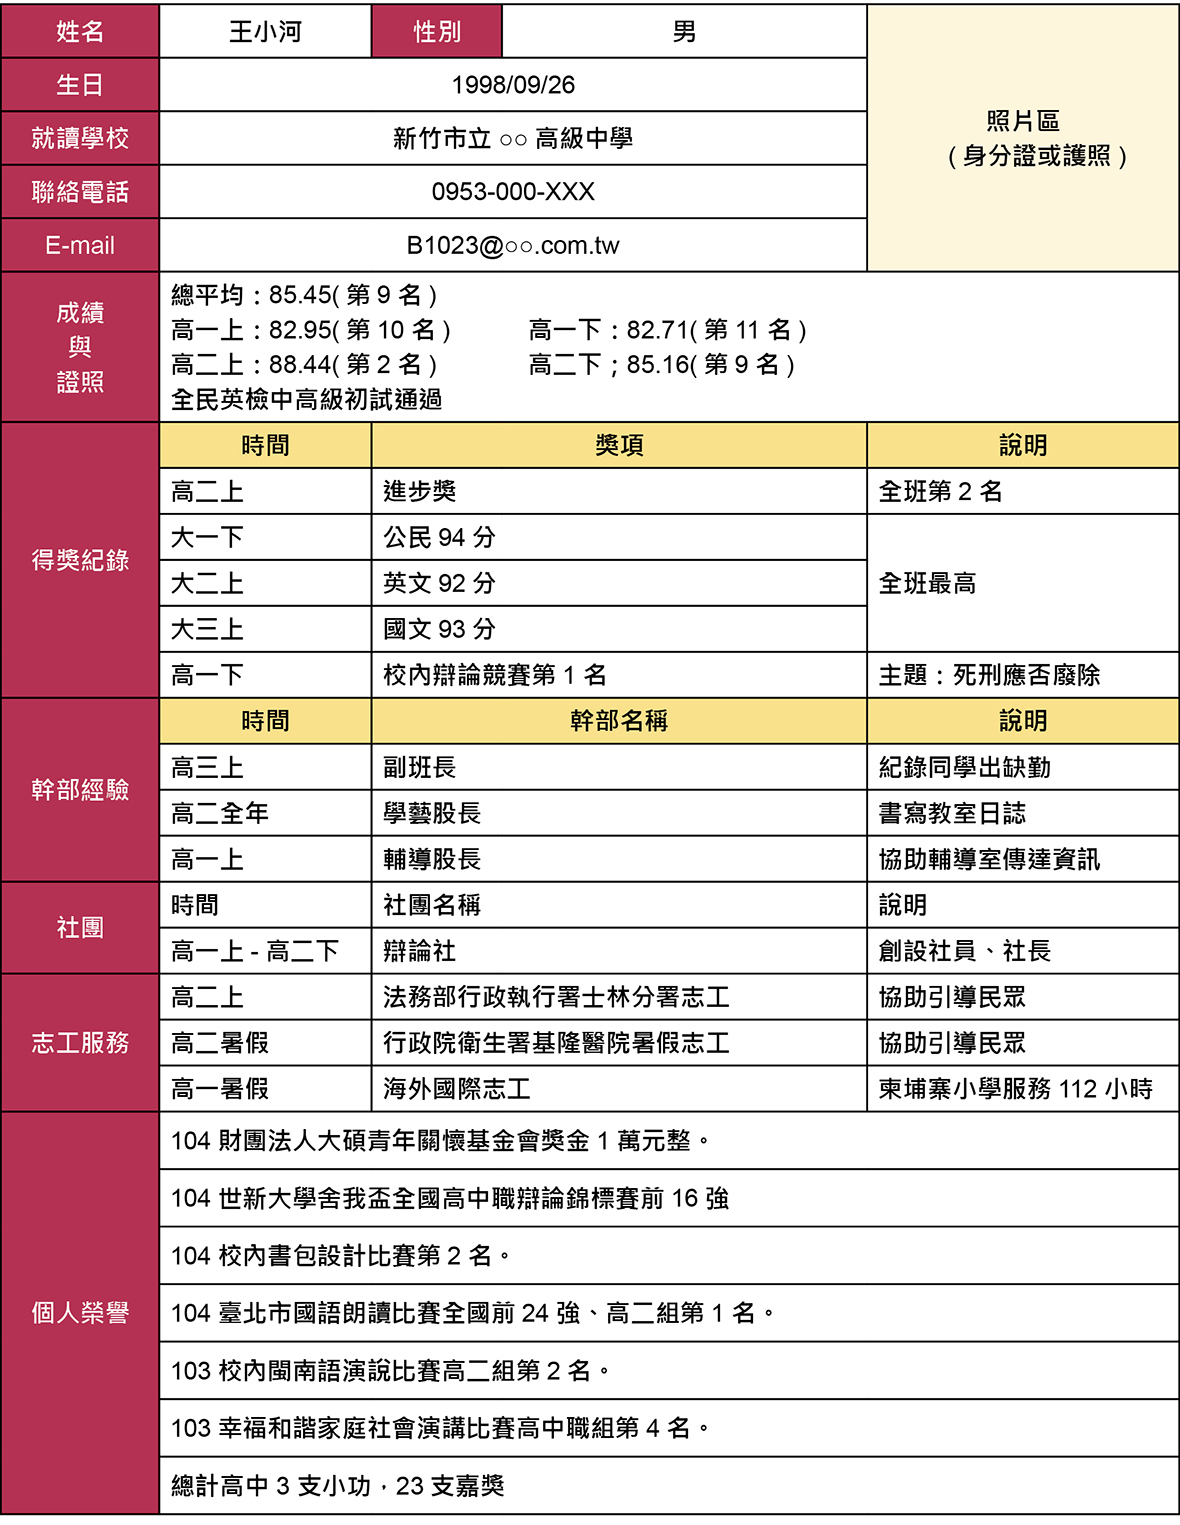 姓名 王小河 性別 男
生日 1998/09/26
照片區
(身分證或護照)
就讀學校 新竹市立 ○○ 高級中學
聯絡電話 0953-000-XXX
E-mail B1023@○○.com.tw
成績
與
證照
總平均：85.45( 第 9 名 )
高一上：82.95( 第 10 名 ) 高一下：82.71( 第 11 名 )
高二上：88.44( 第 2 名 ) 高二下；85.16( 第 9 名 )
全民英檢中高級初試通過
得獎紀錄
時間 獎項 說明
高二上 進步獎 全班第 2 名
大一下 公民 94 分
大二上 英文 92 分 全班最高
大三上 國文 93 分
高一下 校內辯論競賽第 1 名 主題：死刑應否廢除
幹部經驗
時間 幹部名稱 說明
高三上 副班長 紀錄同學出缺勤
高二全年 學藝股長 書寫教室日誌
高一上 輔導股長 協助輔導室傳達資訊
社團
時間 社團名稱 說明
高一上 - 高二下 辯論社 創設社員、社長
志工服務
高二上 法務部行政執行署士林分署志工 協助引導民眾
高二暑假 行政院衛生署基隆醫院暑假志工 協助引導民眾
高一暑假 海外國際志工 柬埔寨小學服務 112 小時
個人榮譽
104 財團法人大碩青年關懷基金會獎金 1 萬元整。
104 世新大學舍我盃全國高中職辯論錦標賽前 16 強
104 校內書包設計比賽第 2 名。
104 臺北市國語朗讀比賽全國前 24 強、高二組第 1 名。
103 校內閩南語演說比賽高二組第 2 名。
103 幸福和諧家庭社會演講比賽高中職組第 4 名。
總計高中 3 支小功，23 支嘉獎